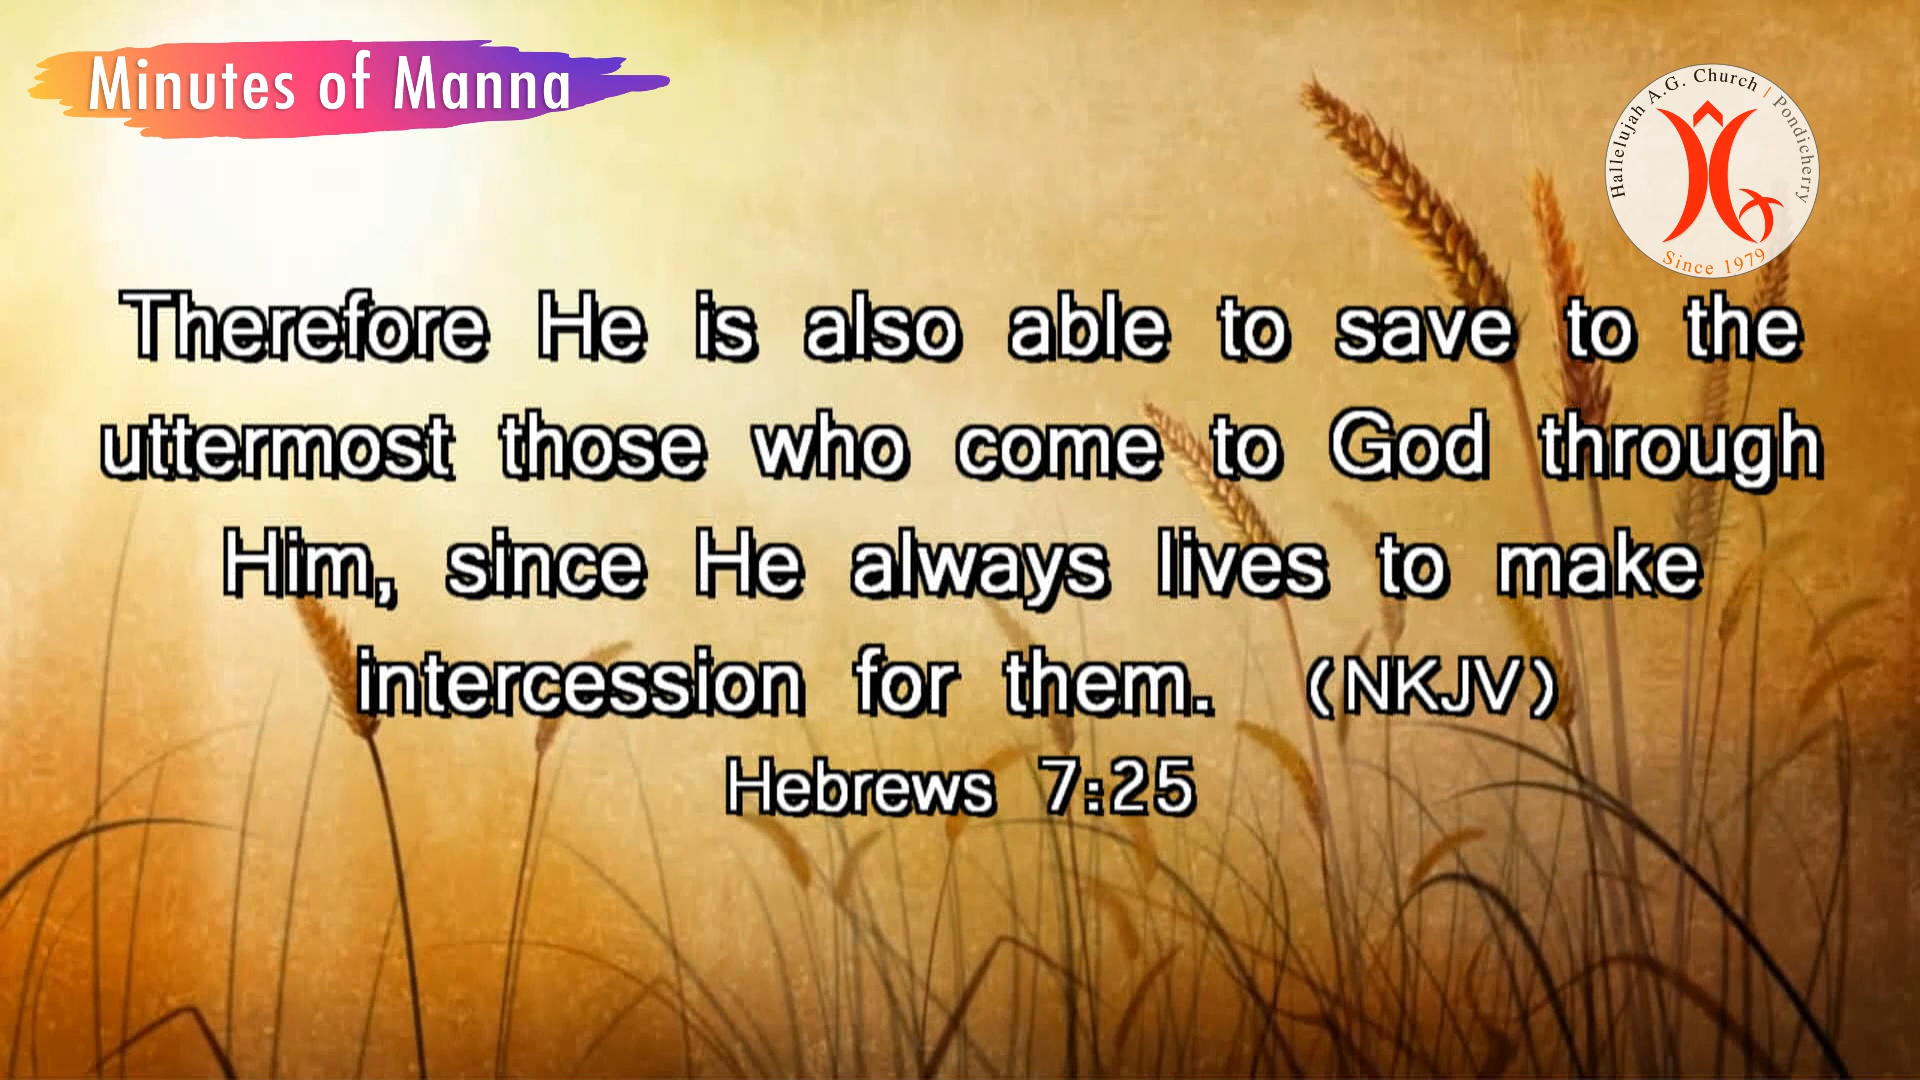 Minutes of Manna
Hallelujah A.G. Church | Pondicherry
Since 1979
Therefore He is also able to save to the
uttermost those who come to God through
Him, since He always lives to make
intercession for them. (NKJV)
Hebrews 7:25